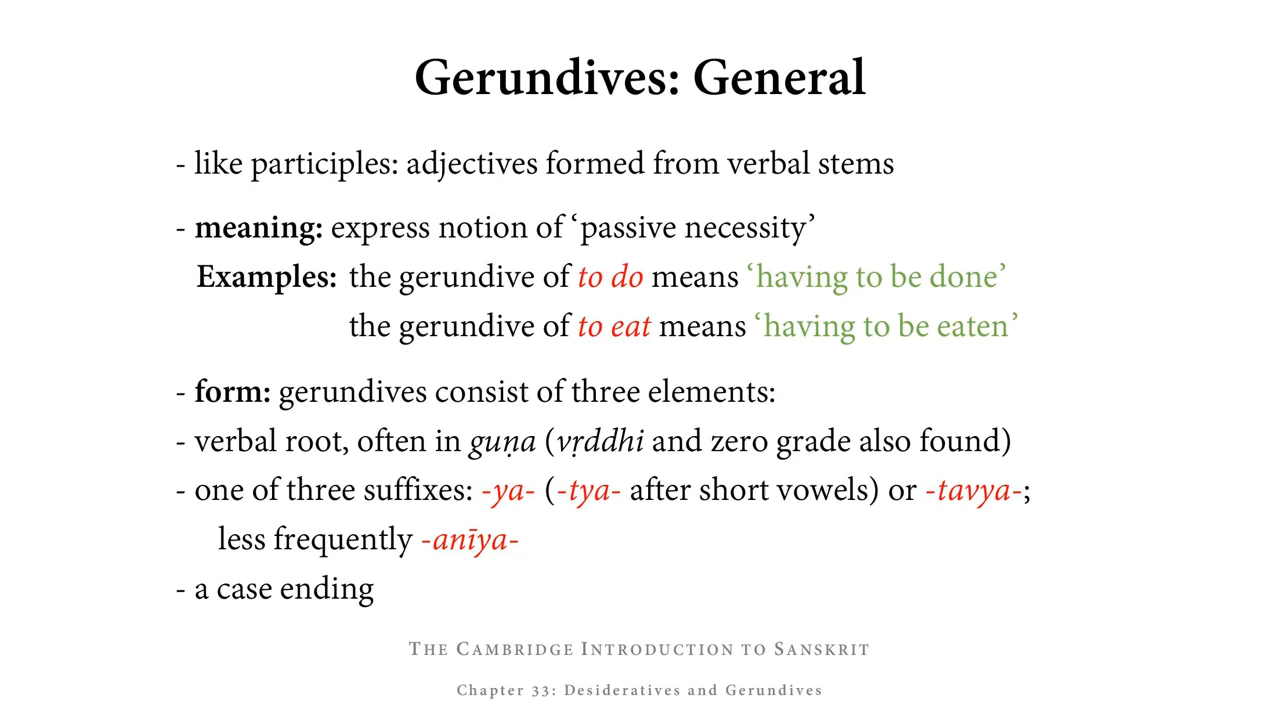 Gerundives: General
- like participles: adjectives formed from verbal stems
- meaning: express notion of ‘passive necessity’
Examples: the gerundive of to do means ‘having to be done’
the gerundive of to eat means ‘having to be eaten’
- form: gerundives consist of three elements:
- verbal root, often in guṇa (vṛddhi and zero grade also found)
- one of three suffixes: -ya- (-tya- after short vowels) or -tavya-;
less frequently -anīya-
- a case ending
The Cambridge Introduction to Sanskrit
Chapter 33: Desideratives and Gerundives